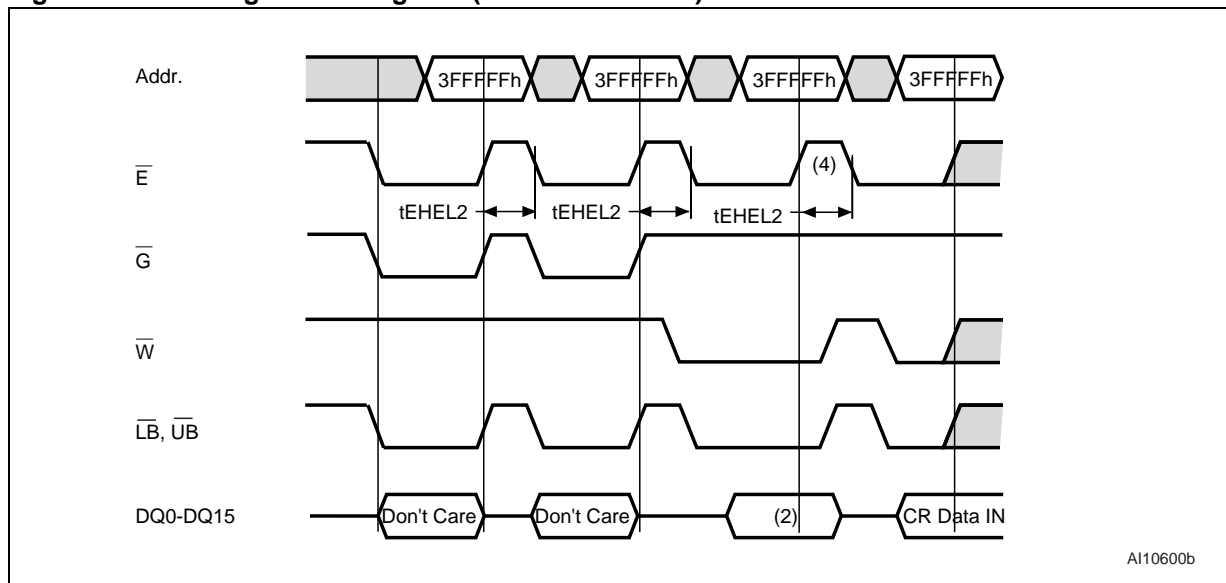 Addr.
3FFFFFh 3FFFFFh 3FFFFFh 3FFFFFh
E
(4)
tEHEL2 tEHEL2 tEHEL2
G
W
LB, UB
DQ0-DQ15
Don't Care Don't Care (2) CR Data IN
AI10600b